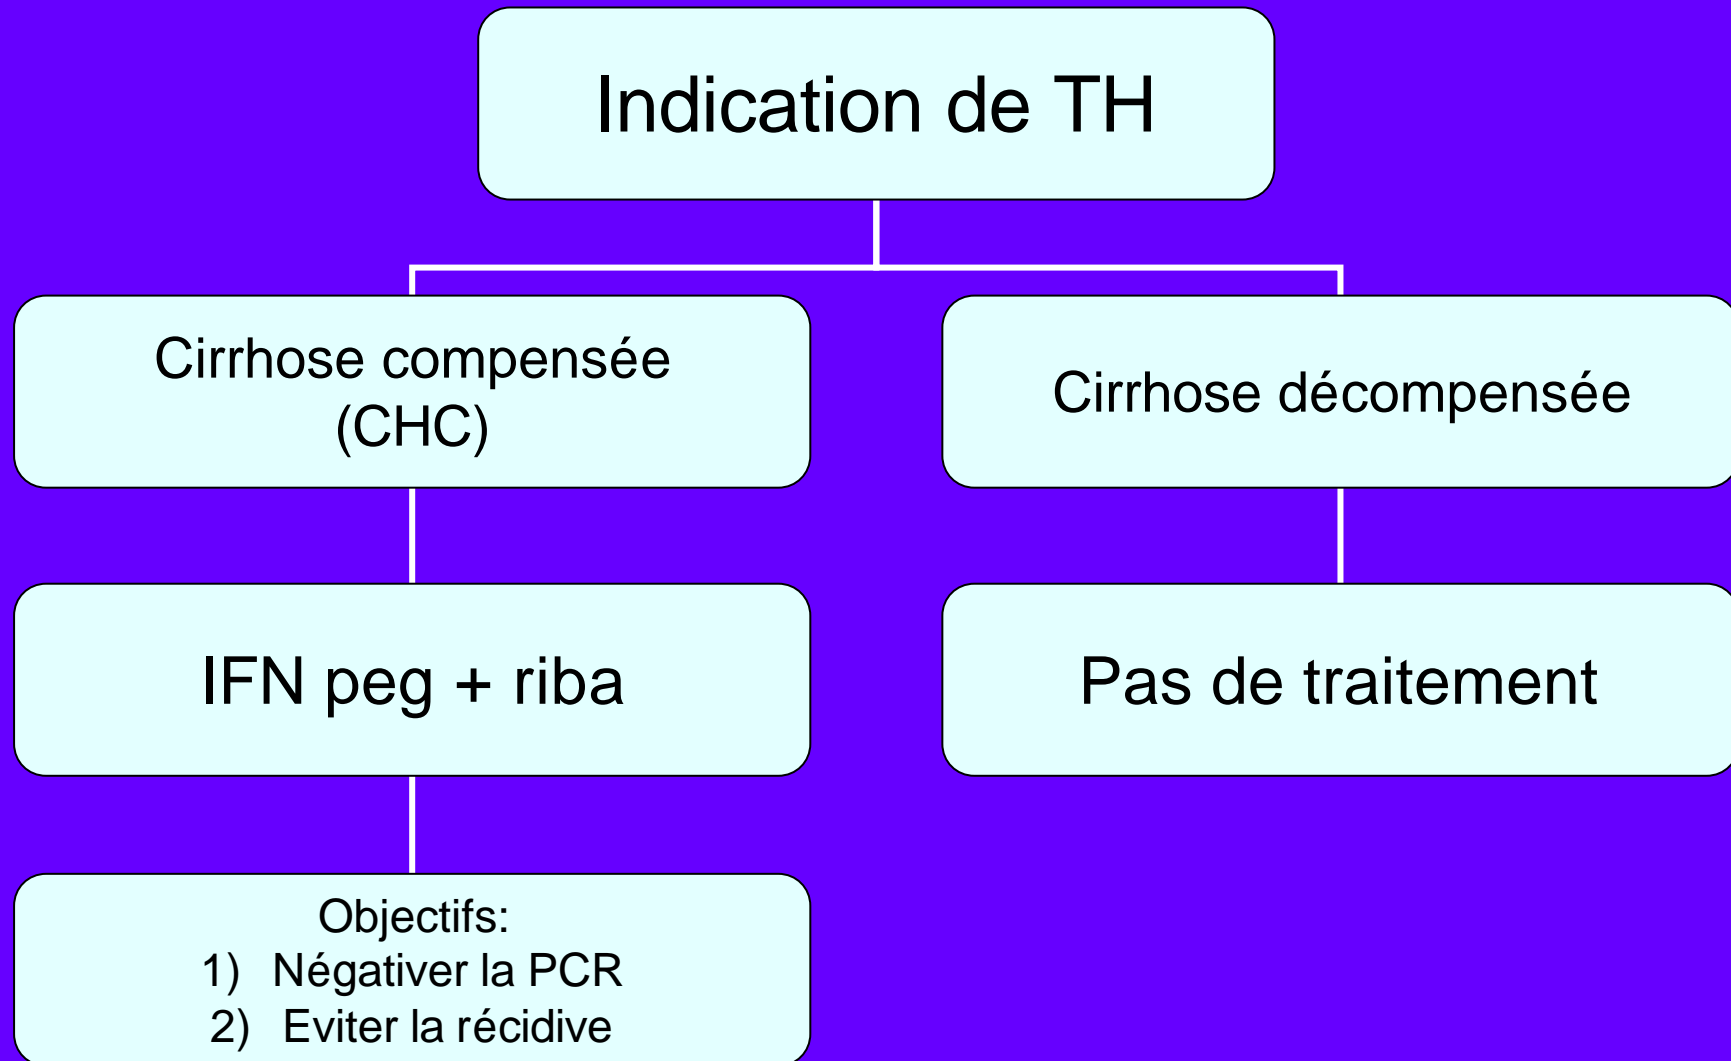 Indication de TH
Cirrhose compensée
(CHC)
Cirrhose décompensée
IFN peg + riba
Pas de traitement
Objectifs:
1) Négativer la PCR
2) Eviter la récidive